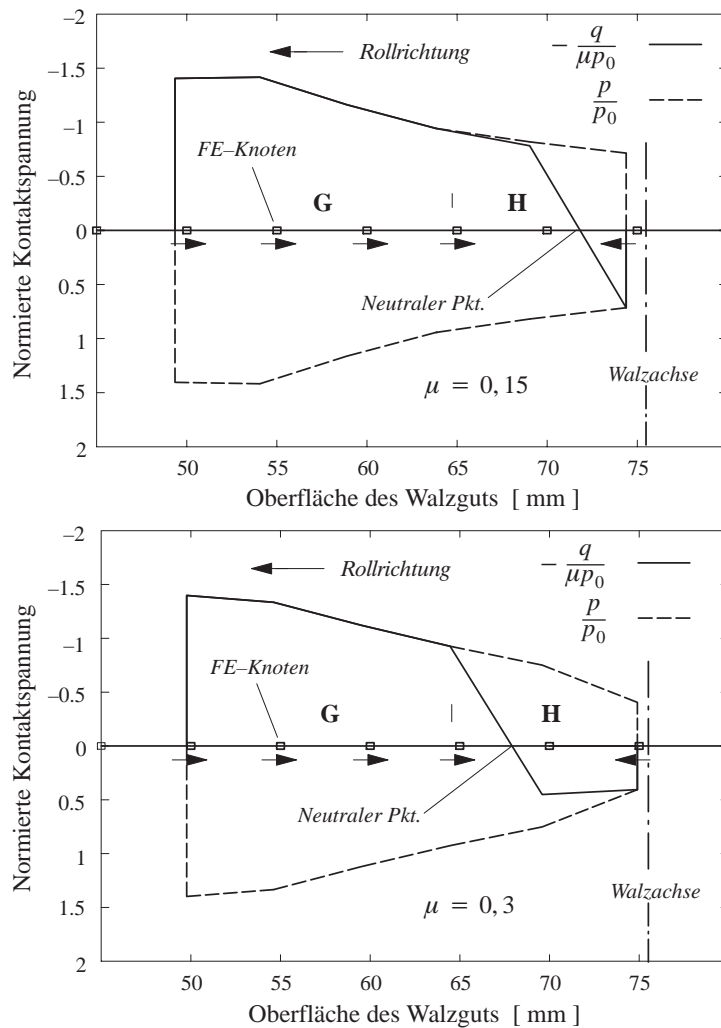 −2
−1.5
−1
−0.5
0
0.5
1
1.5
2
Normierte Kontaktspannung
Rollrichtung
− q/μp0
p/p0
FE–Knoten
G
H
Neutraler Pkt.
μ = 0, 15
Walzachse
50 55 60 65 70 75
Oberfläche des Walzguts [ mm ]
−2
−1.5
−1
−0.5
0
0.5
1
1.5
2
Normierte Kontaktspannung
Rollrichtung
− q/μp0
p/p0
FE–Knoten
G
H
Neutraler Pkt.
μ = 0, 3
Walzachse
50 55 60 65 70 75
Oberfläche des Walzguts [ mm ]